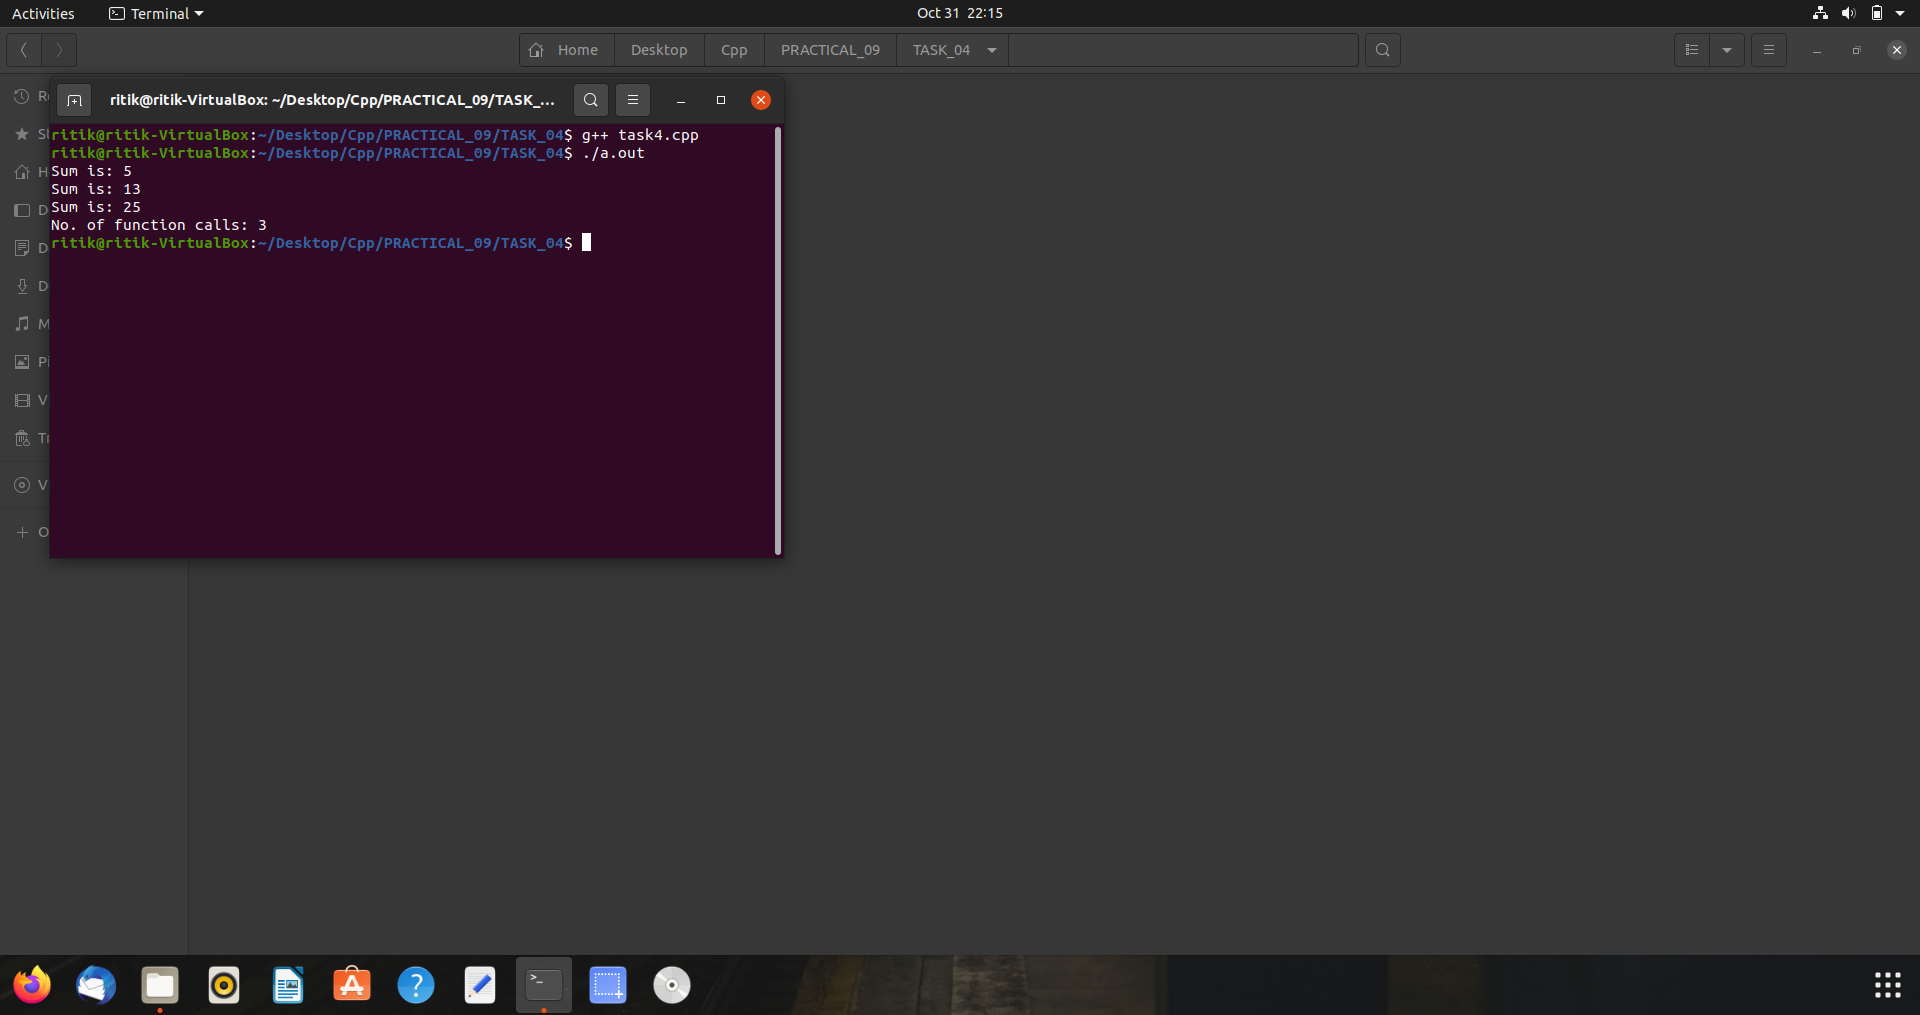 Activities
Terminal
Oct 31 22:15
Home
Desktop
Cpp
PRACTICAL_09
TASK_04
ritik@ritik-VirtualBox: ~/Desktop/Cpp/PRACTICAL_09/TASK_...
ritik@ritik-VirtualBox:~/Desktop/Cpp/PRACTICAL_09/TASK_04$ g++ task4.cpp
ritik@ritik-VirtualBox:~/Desktop/Cpp/PRACTICAL_09/TASK_04$ ./a.out
Sum is: 5
Sum is: 13
Sum is: 25
No. of function calls: 3
ritik@ritik-VirtualBox:~/Desktop/Cpp/PRACTICAL_09/TASK_04$